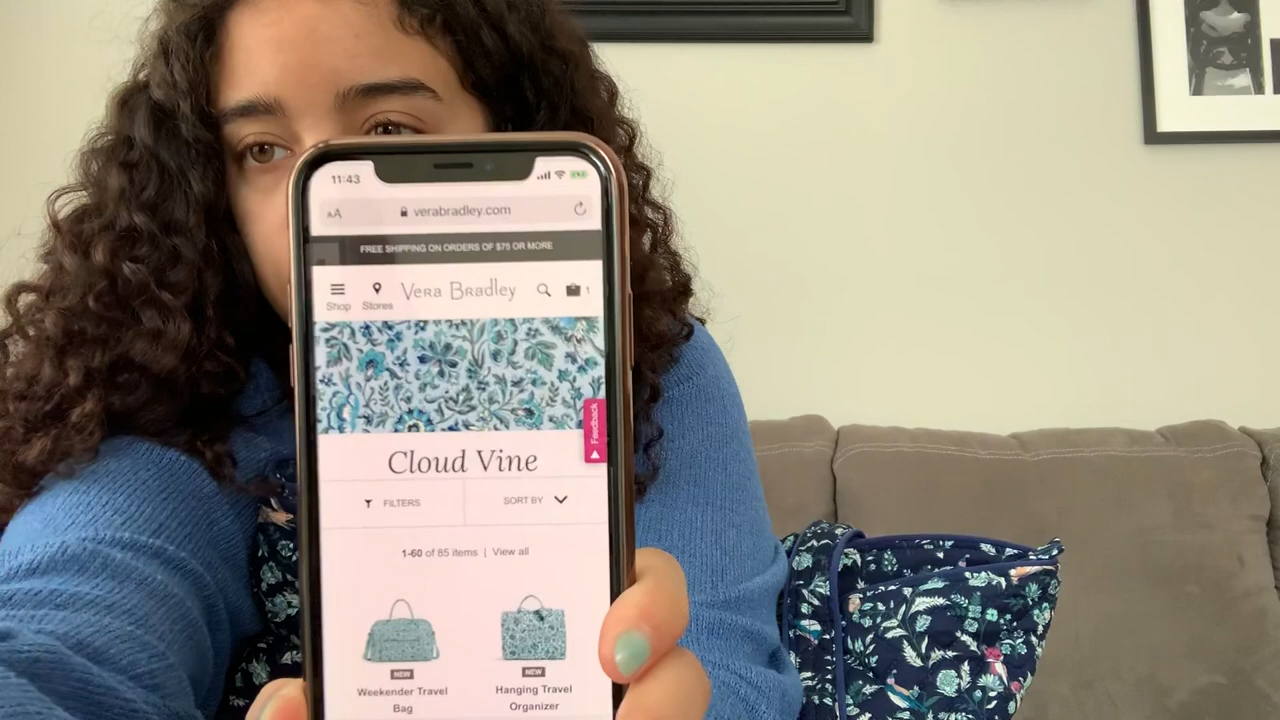 11:43
AA verabradley.com
FREE SHIPPING ON ORDERS OF $75 OR MORE
Shop Stores VERA BRADLEY 1
Feedback
Cloud Vine
FILTERS SORT BY
1-60 of 85 items | View all
NEW NEW
Weekender Travel Hanging Travel
Bag Organizer